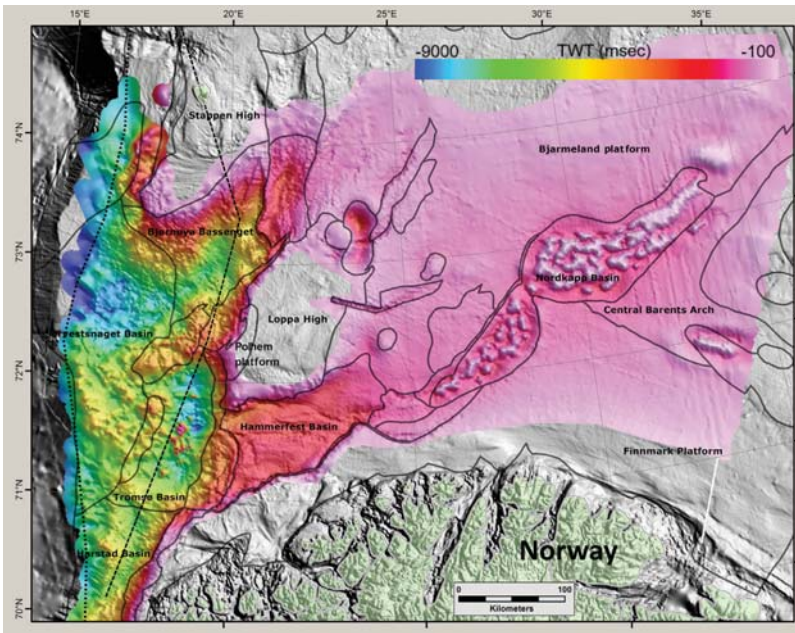 15°E 20°E 25°E 30°E 35°E
-9000 TWT (msec) -100
Stappen High
74°N
Bjarmeland platform
Bjørnøya Bassenget
73°N
Nordkapp Basin
Central Barents Arch
Loppa High
Polhem
platform
72°N
Hammerfest Basin
Finnmark Platform
71°N
Tromsø Basin
Harstad Basin
Norway
0 100
Kilometers
70°N